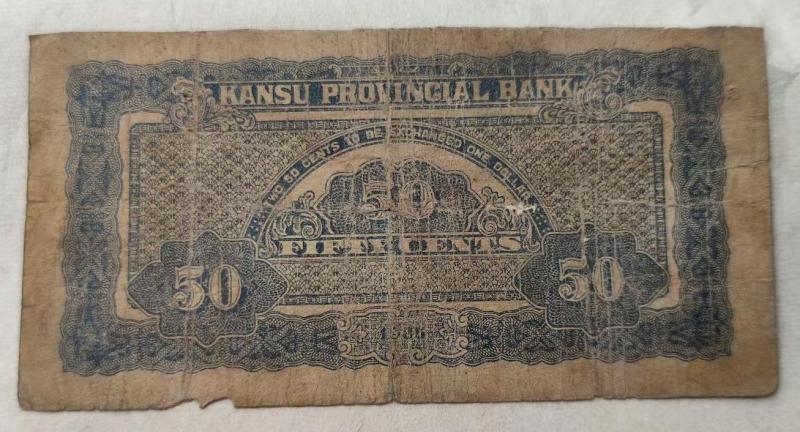 KANSU PROVINCIAL BANK
TWO 50 CENTS TO BE EXCHANGED ONE DOLLAR
50
FIFTY CENTS
50 50